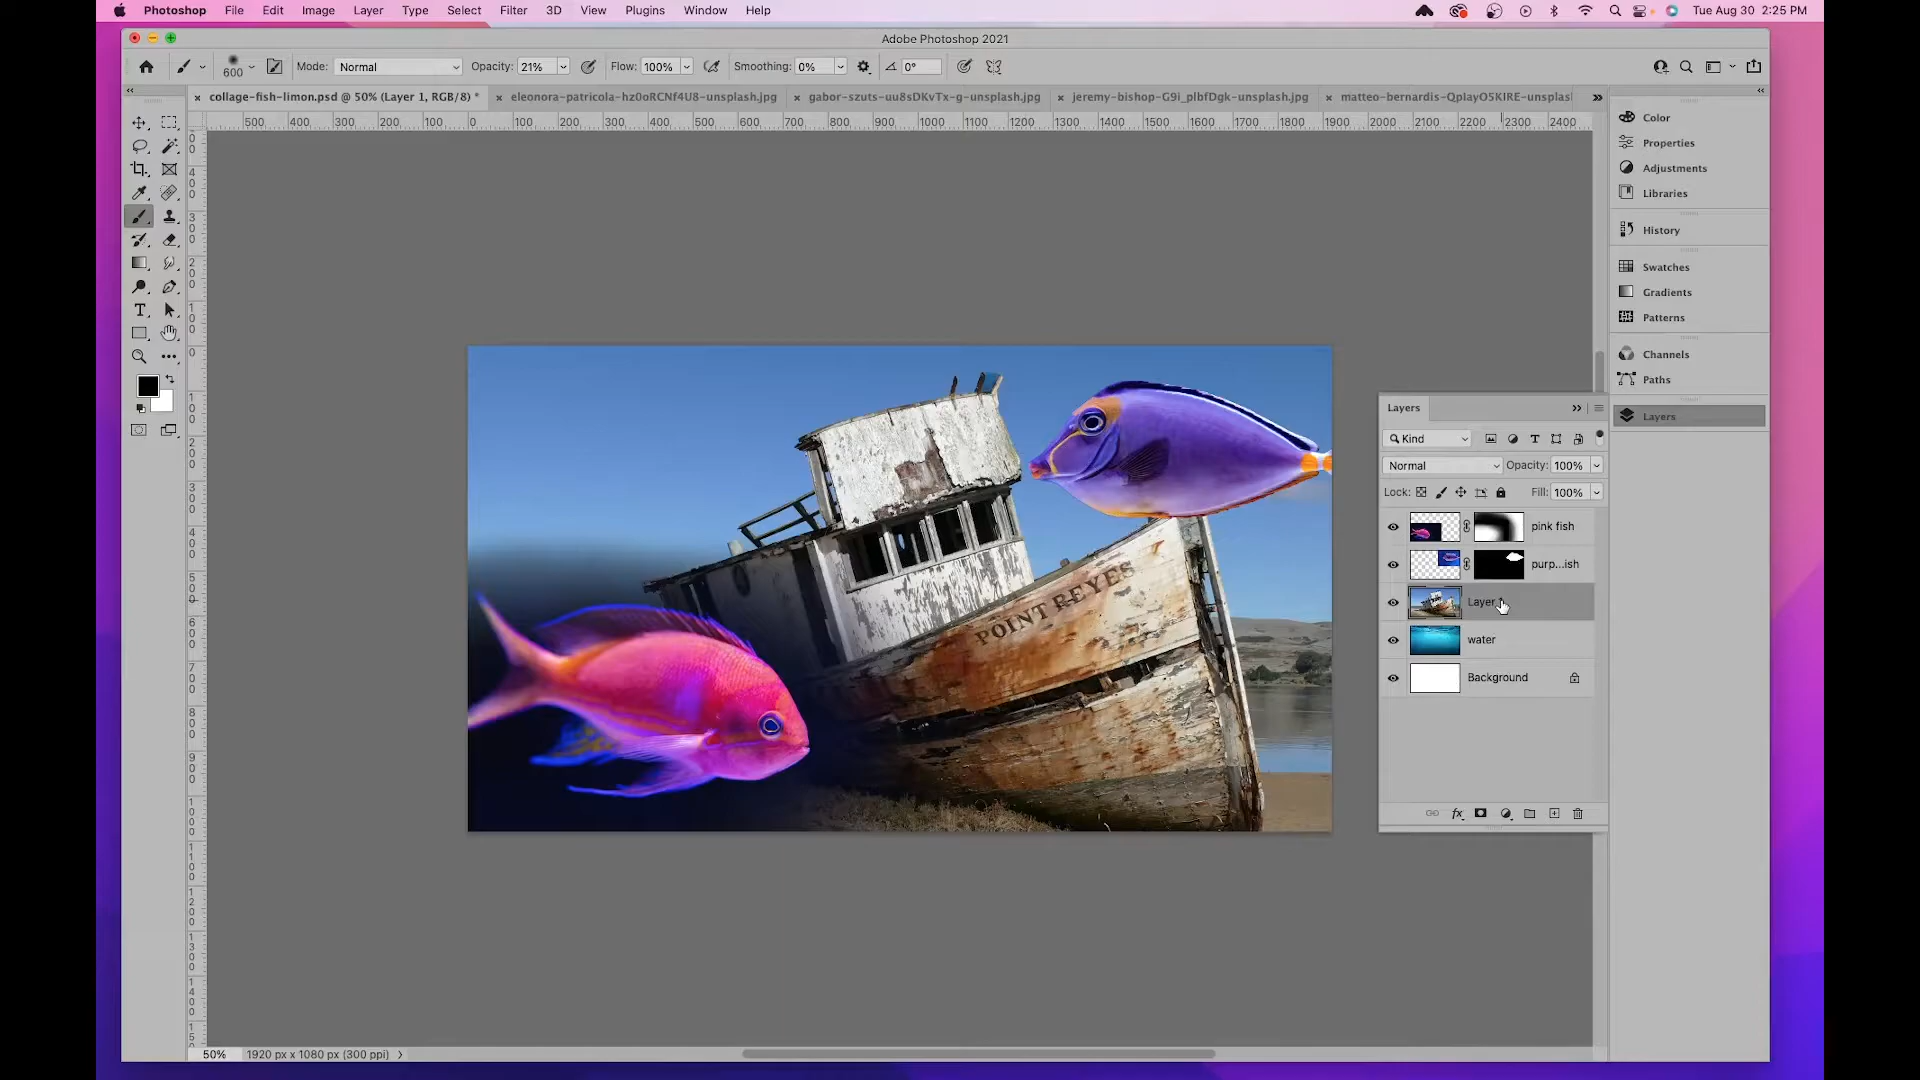 Photoshop File Edit Image Layer Type Select Filter 3D View Plugins Window Help Tue Aug 30 2:25 PM
Adobe Photoshop 2021
600 Mode: Normal Opacity: 21% Flow: 100% Smoothing: 0% 0°
collage-fish-limon.psd @ 50% (Layer 1, RGB/8) * eleonora-patricola-hz0oRCNf4U8-unsplash.jpg gabor-szuts-uu8sDKvTx-g-unsplash.jpg jeremy-bishop-G9i_plbfDgk-unsplash.jpg matteo-bernardis-QpIayO5KIRE-unsplas
500 400 300 200 100 0 100 200 300 400 500 600 700 800 900 1000 1100 1200 1300 1400 1500 1600 1700 1800 1900 2000 2100 2200 2300 2400
Color
Properties
Adjustments
Libraries
History
Swatches
Gradients
Patterns
Channels
Paths
Layers
POINT REYES
Layers
Kind
Normal Opacity: 100%
Lock: Fill: 100%
pink fish
purp...ish
Layer
water
Background
50% 1920 px x 1080 px (300 ppi)